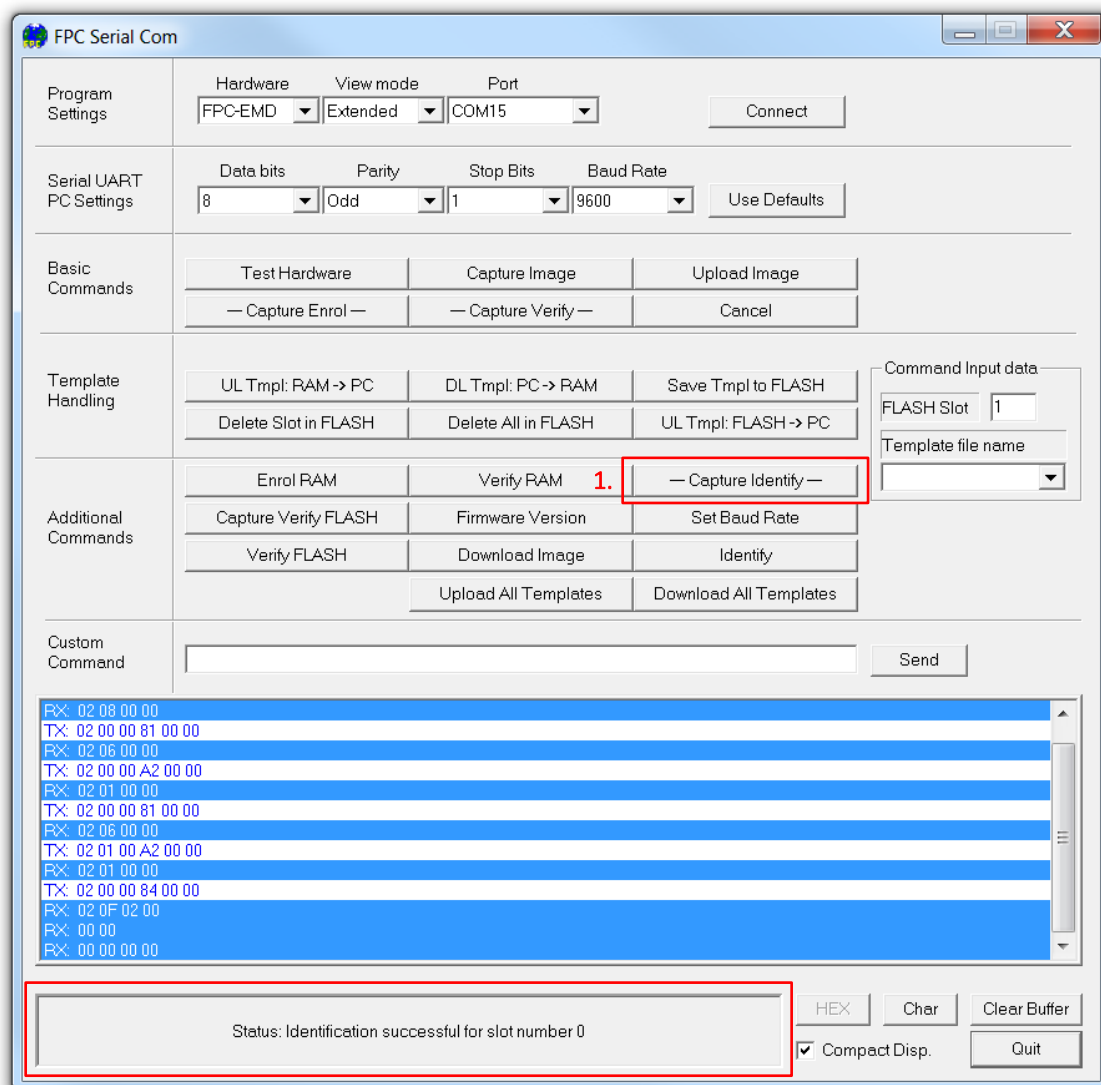 FPC Serial Com
Program Settings
Hardware View mode Port
FPC-EMD Extended COM15 Connect
Serial UART PC Settings
Data bits Parity Stop Bits Baud Rate
8 Odd 1 9600 Use Defaults
Basic Commands
Test Hardware Capture Image Upload Image
— Capture Enrol — — Capture Verify — Cancel
Template Handling
UL Tmpl: RAM -> PC DL Tmpl: PC -> RAM Save Tmpl to FLASH
Delete Slot in FLASH Delete All in FLASH UL Tmpl: FLASH -> PC
Command Input data
FLASH Slot 1
Template file name
Additional Commands
Enrol RAM Verify RAM 1. — Capture Identify —
Capture Verify FLASH Firmware Version Set Baud Rate
Verify FLASH Download Image Identify
Upload All Templates Download All Templates
Custom Command
Send
RX: 02 08 00 00
TX: 02 00 00 81 00 00
RX: 02 06 00 00
TX: 02 00 00 A2 00 00
RX: 02 01 00 00
TX: 02 00 00 81 00 00
RX: 02 06 00 00
TX: 02 01 00 A2 00 00
RX: 02 01 00 00
TX: 02 00 00 84 00 00
RX: 02 0F 02 00
RX: 00 00
RX: 00 00 00 00
Status: Identification successful for slot number 0
HEX Char Clear Buffer
Compact Disp. Quit